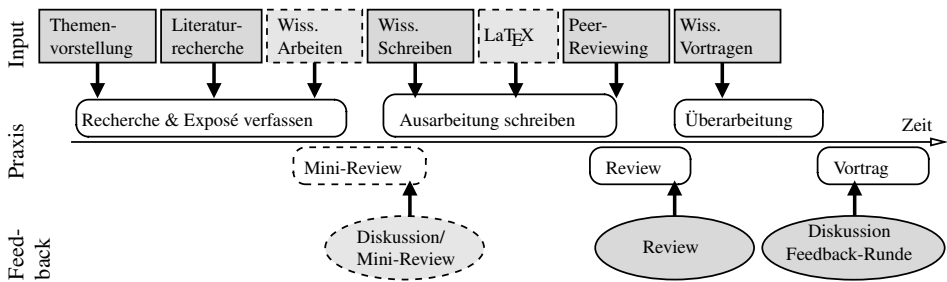 Input
Themen-
vorstellung
Literatur-
recherche
Wiss.
Arbeiten
Wiss.
Schreiben
LaTEX
Peer-
Reviewing
Wiss.
Vortragen
Praxis
Recherche & Exposé verfassen
Ausarbeitung schreiben
Überarbeitung
Zeit
Mini-Review
Review
Vortrag
Feed-
back
Diskussion/
Mini-Review
Review
Diskussion
Feedback-Runde